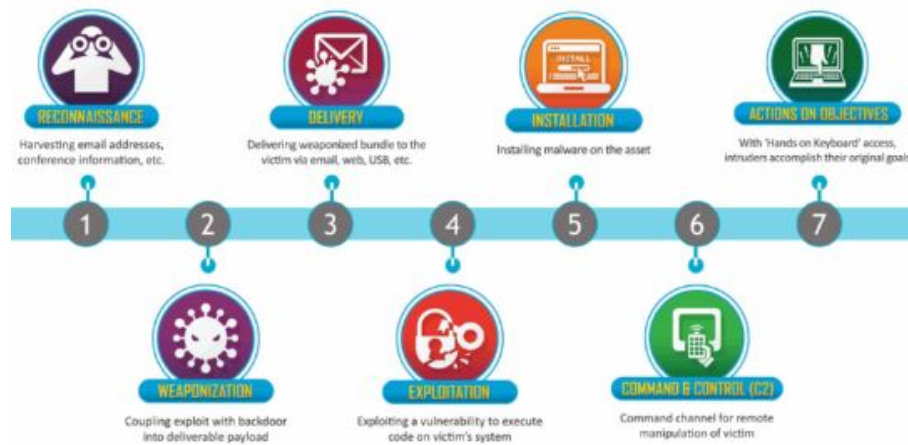 RECONNAISSANCE
Harvesting email addresses,
conference information, etc.
DELIVERY
Delivering weaponized bundle to the
victim via email, web, USB, etc.
INSTALL
INSTALLATION
Installing malware on the asset
ACTIONS ON OBJECTIVES
With 'Hands on Keyboard' access,
intruders accomplish their original goals
1
2
3
4
5
6
7
WEAPONIZATION
Coupling exploit with backdoor
into deliverable payload
EXPLOITATION
Exploiting a vulnerability to execute
code on victim's system
COMMAND & CONTROL (C2)
Command channel for remote
manipulation of victim